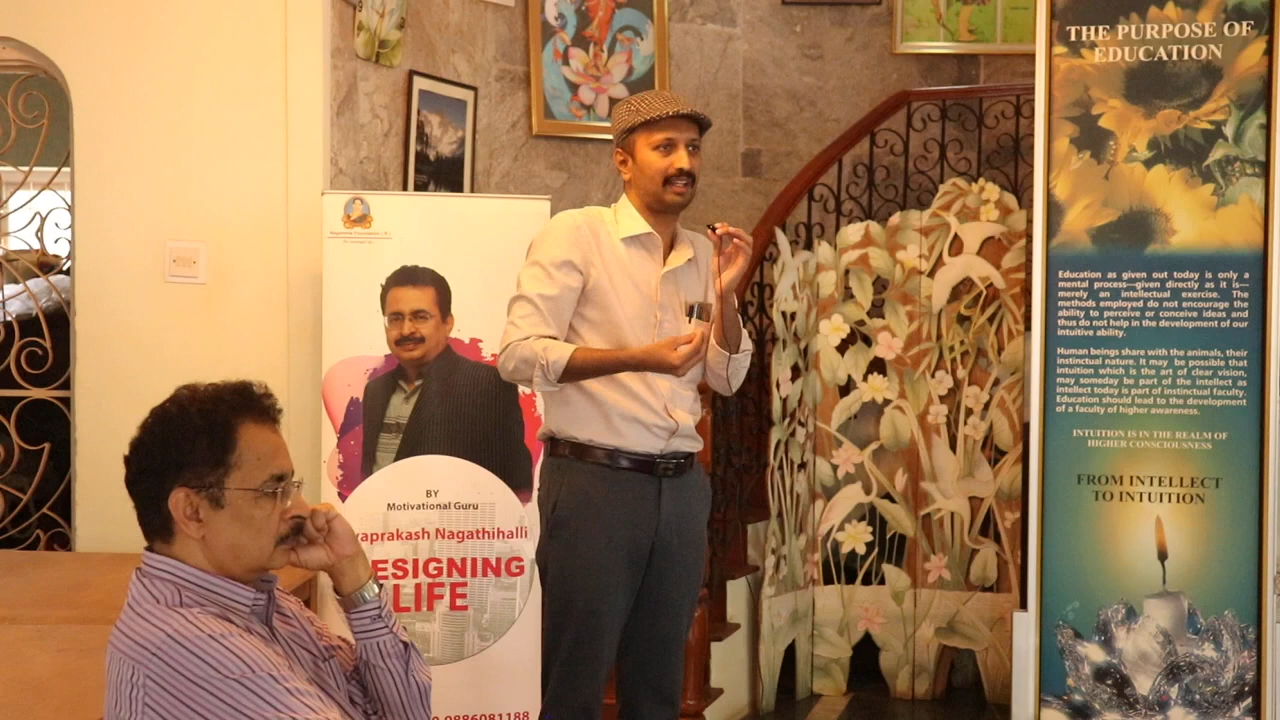 Nagathihalli Foundation ( R )
BY
Motivational Guru
yaprakash Nagathihalli
ESIGNING
LIFE
9886081188
THE PURPOSE OF
EDUCATION
Education as given out today is only a
mental process—given directly as it is—
merely an intellectual exercise. The
methods employed do not encourage the
ability to perceive or conceive ideas and
thus do not help in the development of our
intuitive ability.
Human beings share with the animals, their
instinctual nature. It may be possible that
intuition which is the art of clear vision,
may someday be part of the intellect as
intellect today is part of instinctual faculty.
Education should lead to the development
of a faculty of higher awareness.
INTUITION IS IN THE REALM OF
HIGHER CONSCIOUSNESS
FROM INTELLECT
TO INTUITION